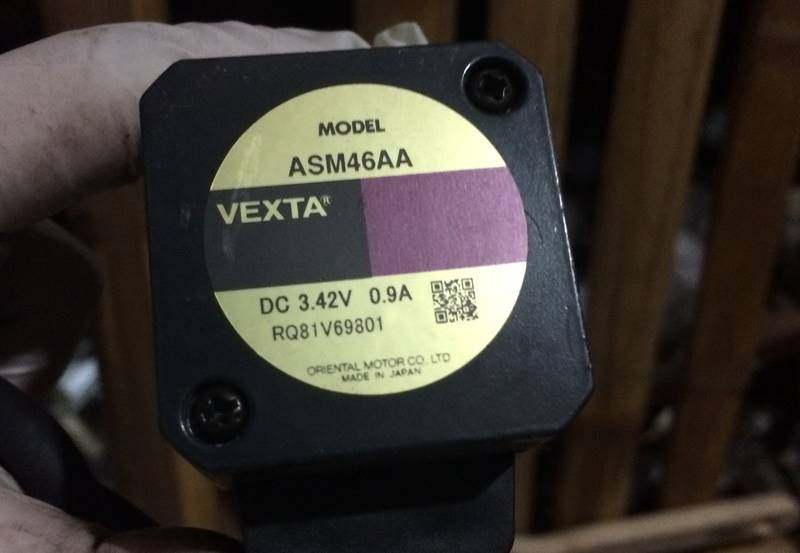 MODEL
ASM46AA
VEXTA®
DC 3.42V 0.9A
RQ81V69801
ORIENTAL MOTOR CO., LTD
MADE IN JAPAN